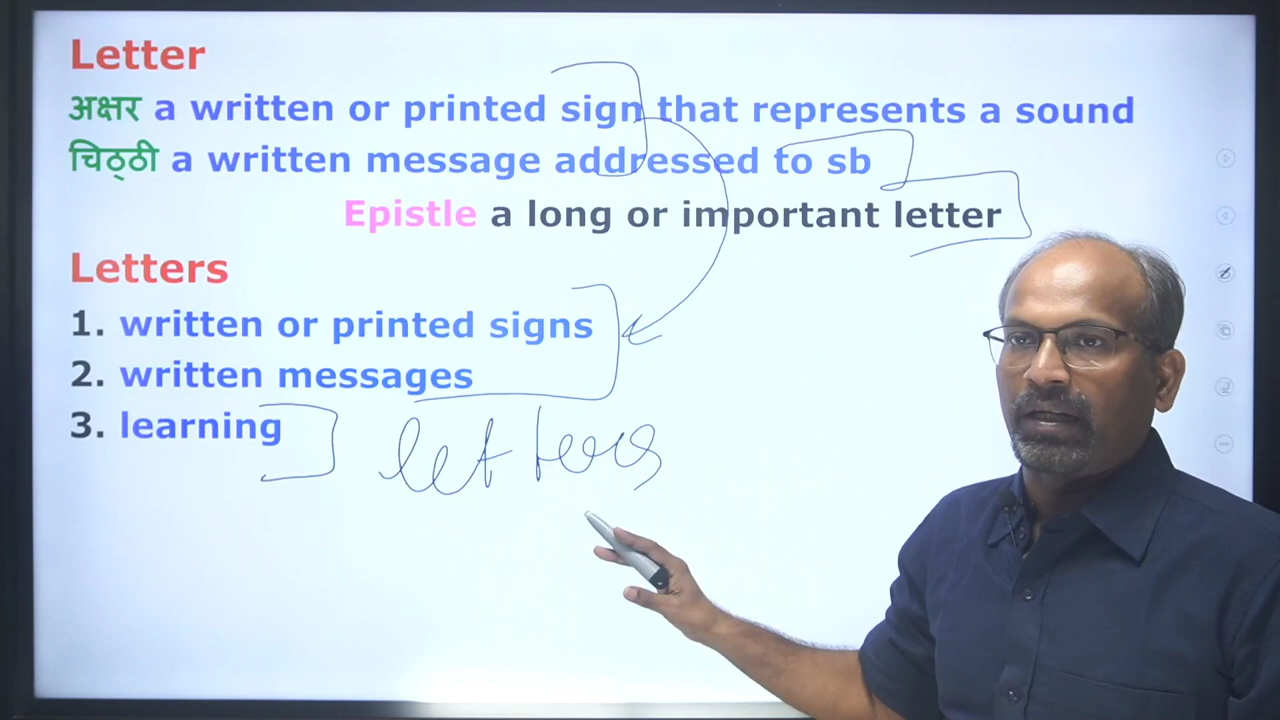 Letter
अक्षर a written or printed sign that represents a sound
चिठ्ठी a written message addressed to sb
Epistle a long or important letter
Letters
1. written or printed signs
2. written messages
3. learning
letters